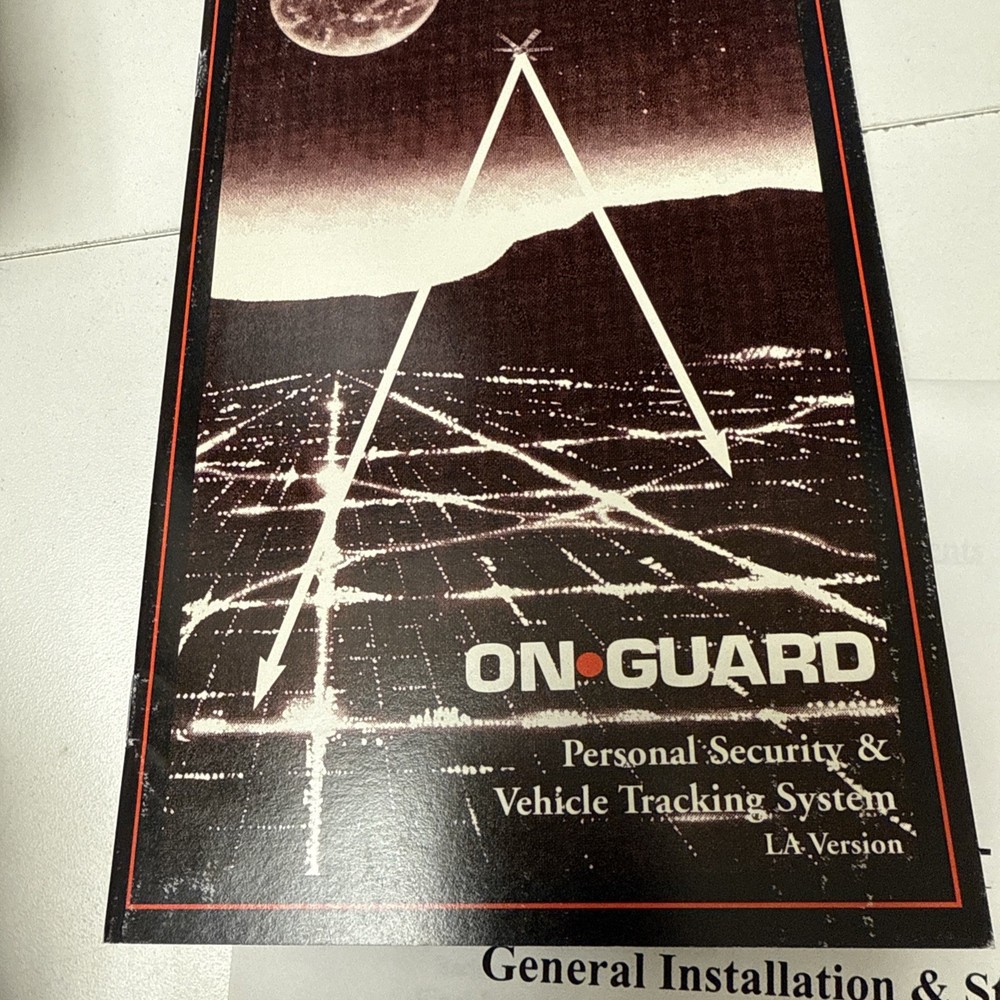 ON•GUARD
Personal Security &
Vehicle Tracking System
LA Version
General Installation &